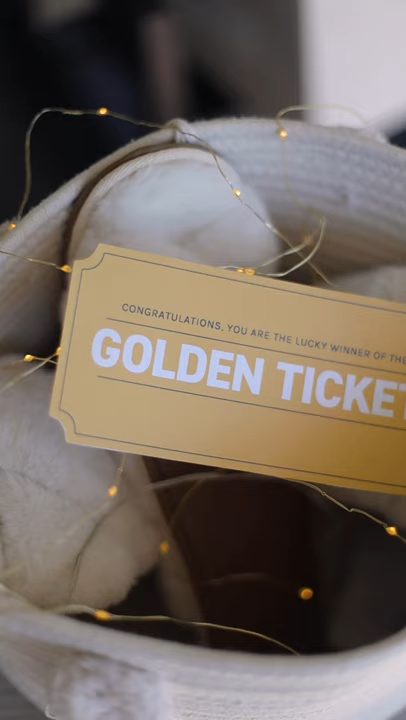 CONGRATULATIONS, YOU ARE THE LUCKY WINNER OF THE
GOLDEN TICKET